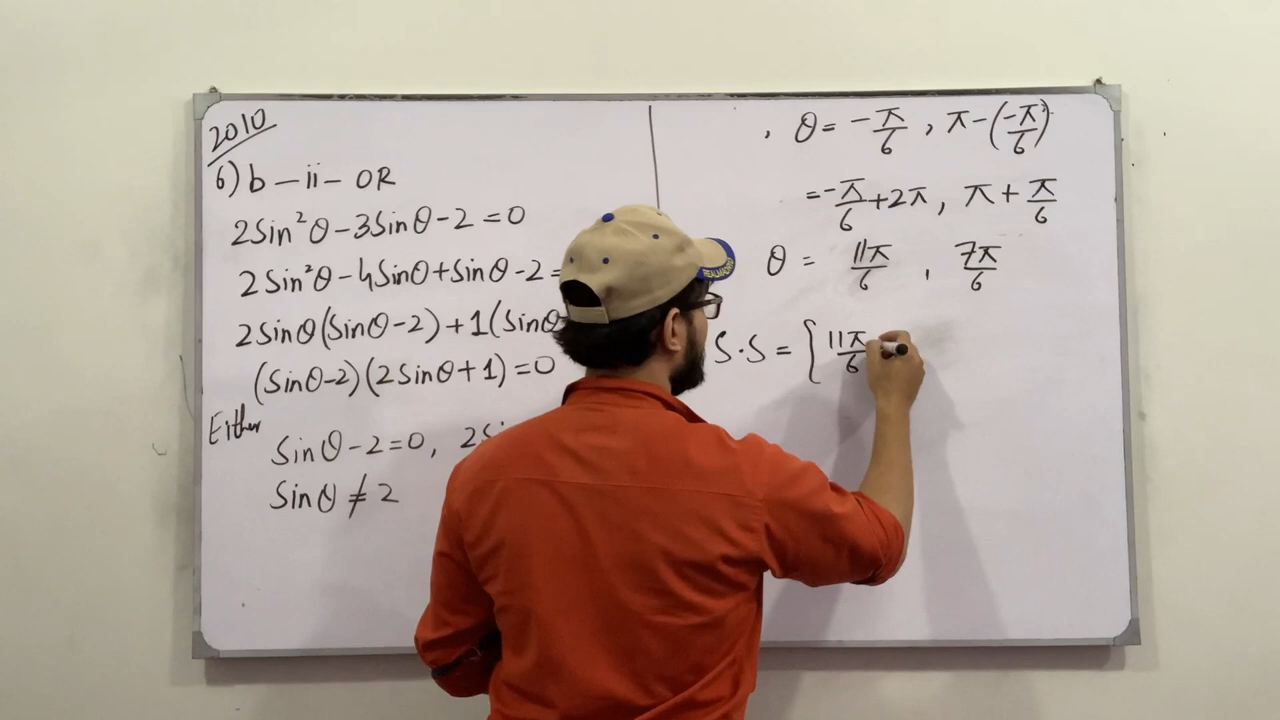 2010
6) b – ii – OR
2Sin²θ – 3Sinθ – 2 = 0
2Sin²θ – 4Sinθ + Sinθ – 2 =
2Sinθ(Sinθ – 2) + 1(Sinθ
(Sinθ – 2)(2Sinθ + 1) = 0
Either
Sinθ – 2 = 0, 2Si
Sinθ ≠ 2
, θ = –π/6 , π – (–π/6)
= –π/6 + 2π , π + π/6
θ = 11π/6 , 7π/6
S.S = { 11π/6
REALMADRID